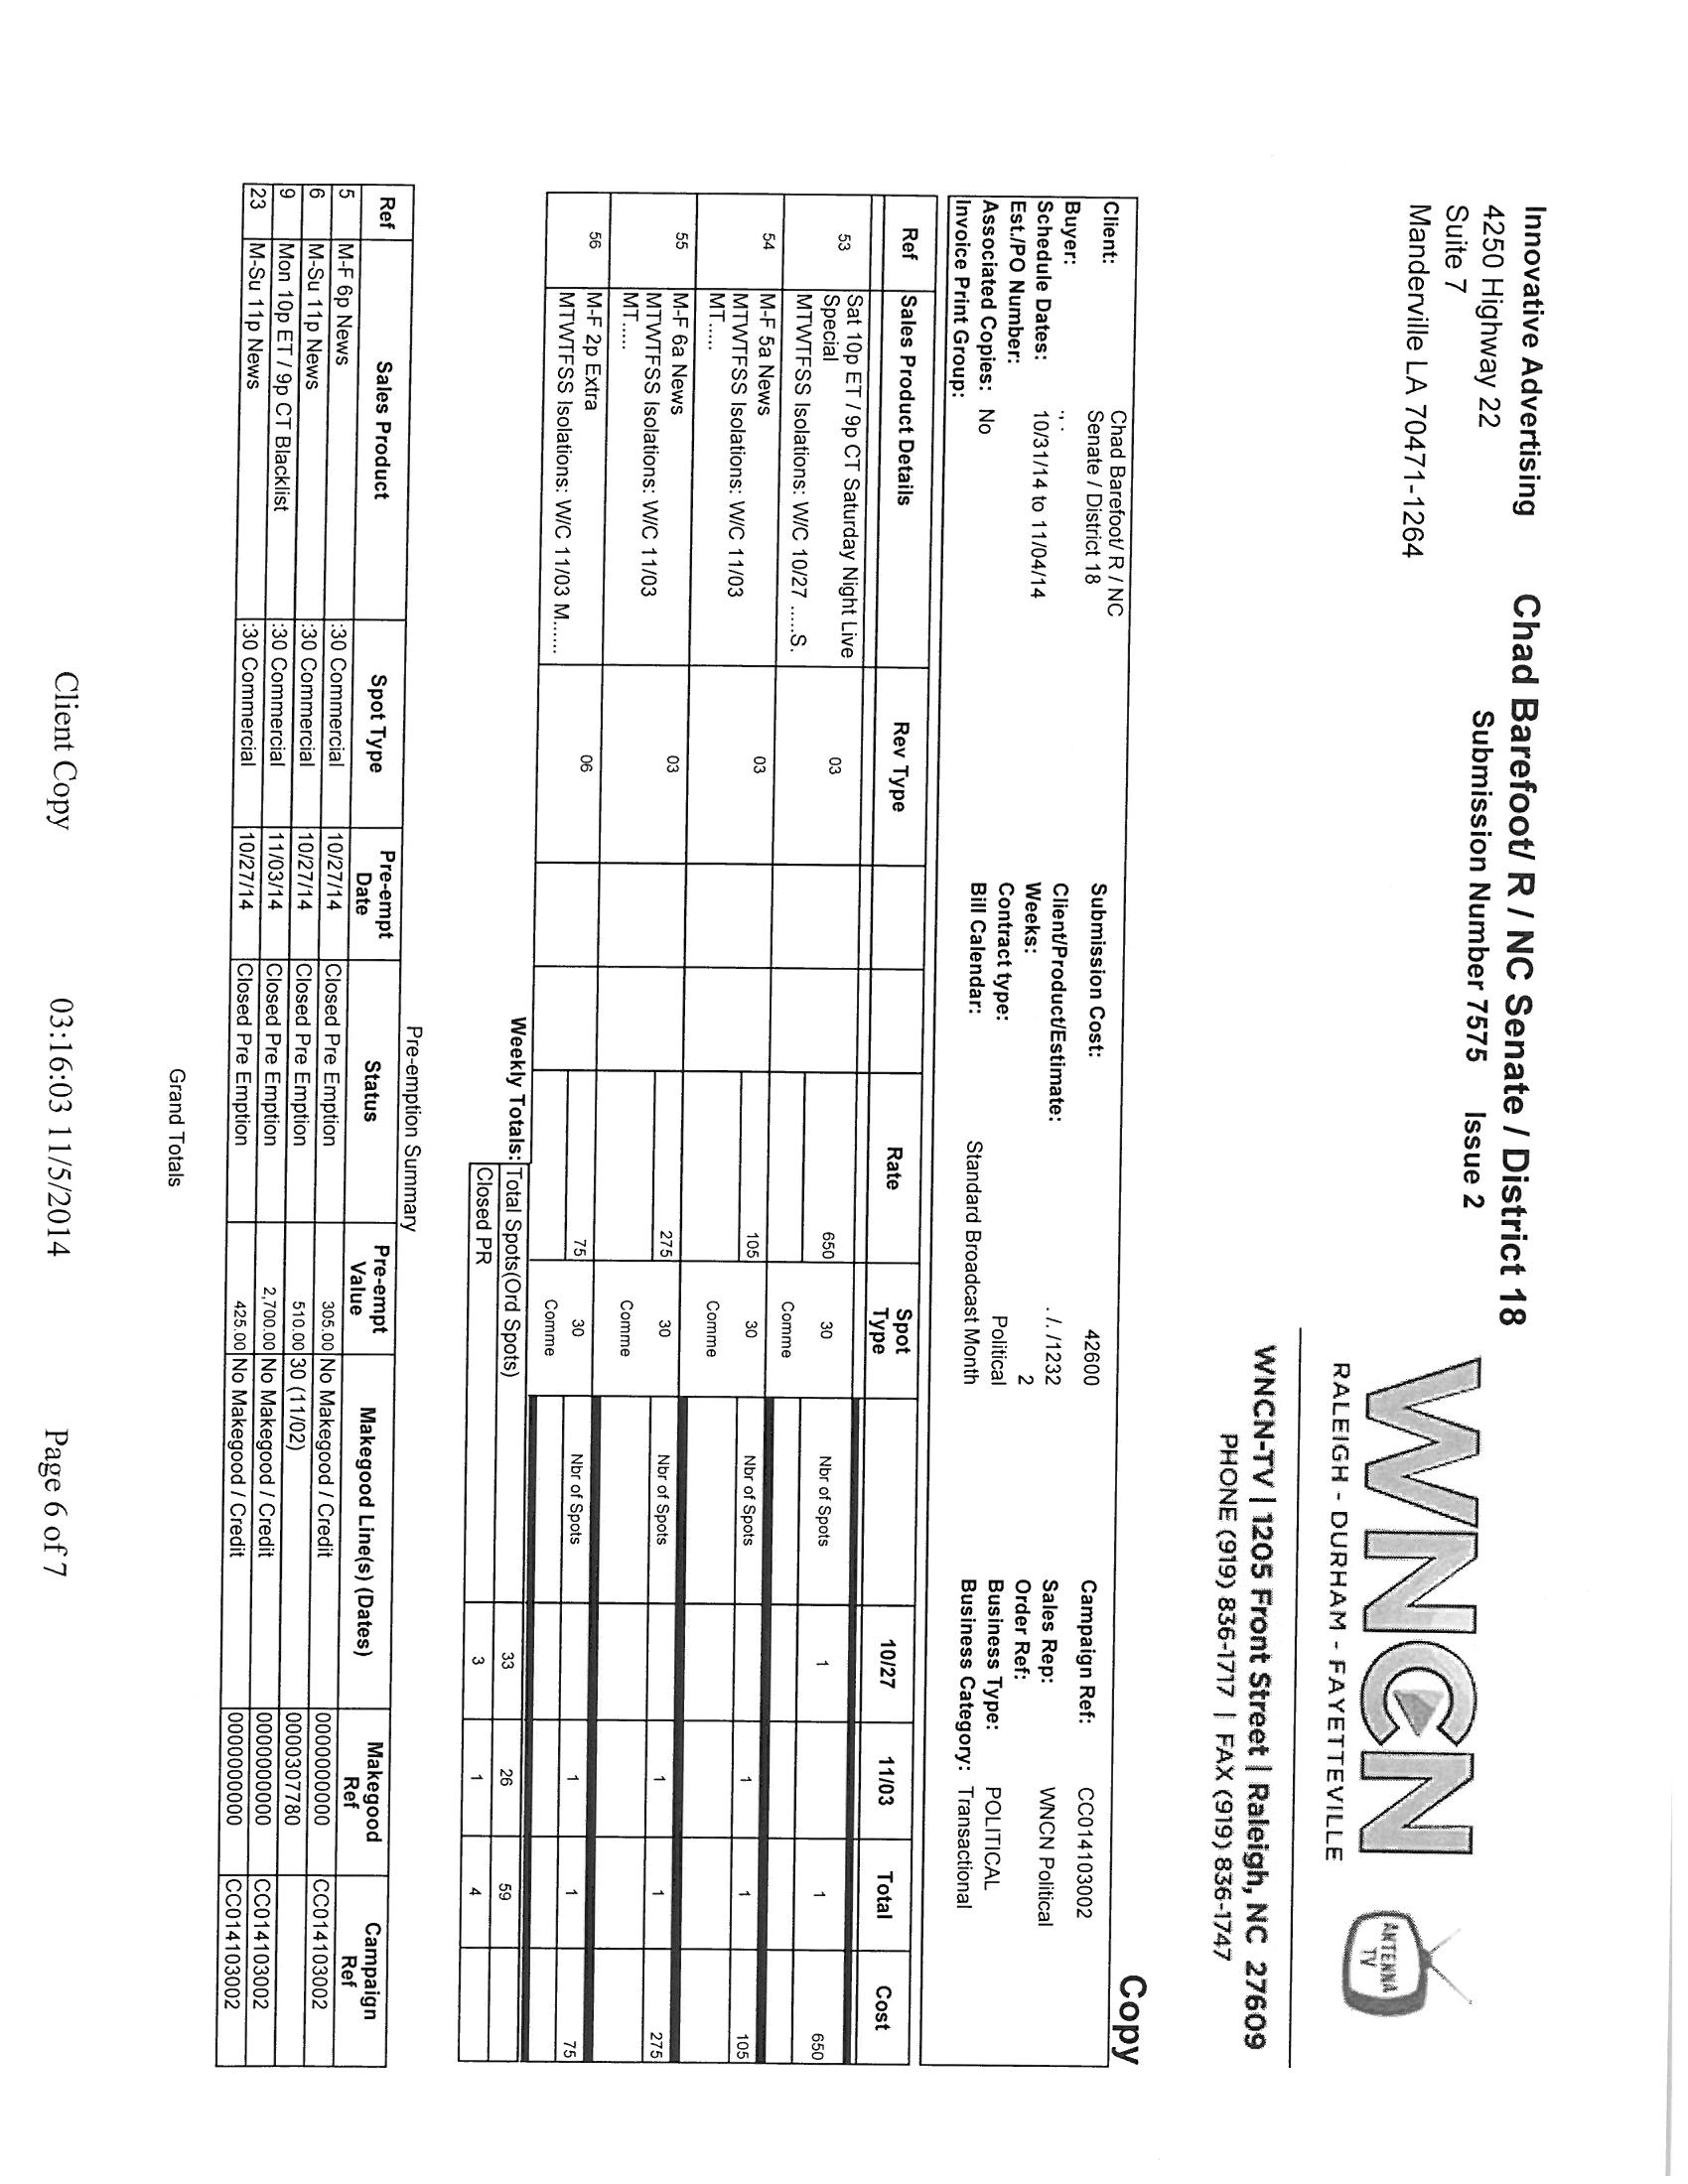 Innovative Advertising
4250 Highway 22
Suite 7
Manderville LA 70471-1264
Chad Barefoot/ R / NC Senate / District 18
Submission Number 7575 Issue 2
WNCN
RALEIGH - DURHAM - FAYETTEVILLE
ANTENNA
TV
WNCN-TV | 1205 Front Street | Raleigh, NC 27609
PHONE (919) 836-1717 | FAX (919) 836-1747
Copy
Client: Chad Barefoot/ R / NC Submission Cost: 42600 Campaign Ref: CC014103002
Senate / District 18
Buyer: ., . Client/Product/Estimate: . /. /1232 Sales Rep: WNCN Political
Schedule Dates: 10/31/14 to 11/04/14 Weeks: 2 Order Ref:
Est./PO Number: Contract type: Political Business Type: POLITICAL
Associated Copies: No Bill Calendar: Standard Broadcast Month Business Category: Transactional
Invoice Print Group:
Ref Sales Product Details Rev Type Rate Spot Type 10/27 11/03 Total Cost
53 Sat 10p ET / 9p CT Saturday Night Live 03 650 30 Nbr of Spots 1 1 650
Special
MTWTFSS Isolations: W/C 10/27 .....S. Comme
54 M-F 5a News 03 105 30 Nbr of Spots 1 1 105
MTWTFSS Isolations: W/C 11/03 Comme
MT.....
55 M-F 6a News 03 275 30 Nbr of Spots 1 1 275
MTWTFSS Isolations: W/C 11/03 Comme
MT.....
56 M-F 2p Extra 06 75 30 Nbr of Spots 1 1 75
MTWTFSS Isolations: W/C 11/03 M...... Comme
Weekly Totals: Total Spots(Ord Spots) 33 26 59
Closed PR 3 1 4
Pre-emption Summary
Ref Sales Product Spot Type Pre-empt Date Status Pre-empt Value Makegood Line(s) (Dates) Makegood Ref Campaign Ref
5 M-F 6p News :30 Commercial 10/27/14 Closed Pre Emption 305.00 No Makegood / Credit 0000000000 CC014103002
6 M-Su 11p News :30 Commercial 10/27/14 Closed Pre Emption 510.00 30 (11/02) 0000307780
9 Mon 10p ET / 9p CT Blacklist :30 Commercial 11/03/14 Closed Pre Emption 2,700.00 No Makegood / Credit 0000000000 CC014103002
23 M-Su 11p News :30 Commercial 10/27/14 Closed Pre Emption 425.00 No Makegood / Credit 0000000000 CC014103002
Grand Totals
Client Copy 03:16:03 11/5/2014 Page 6 of 7